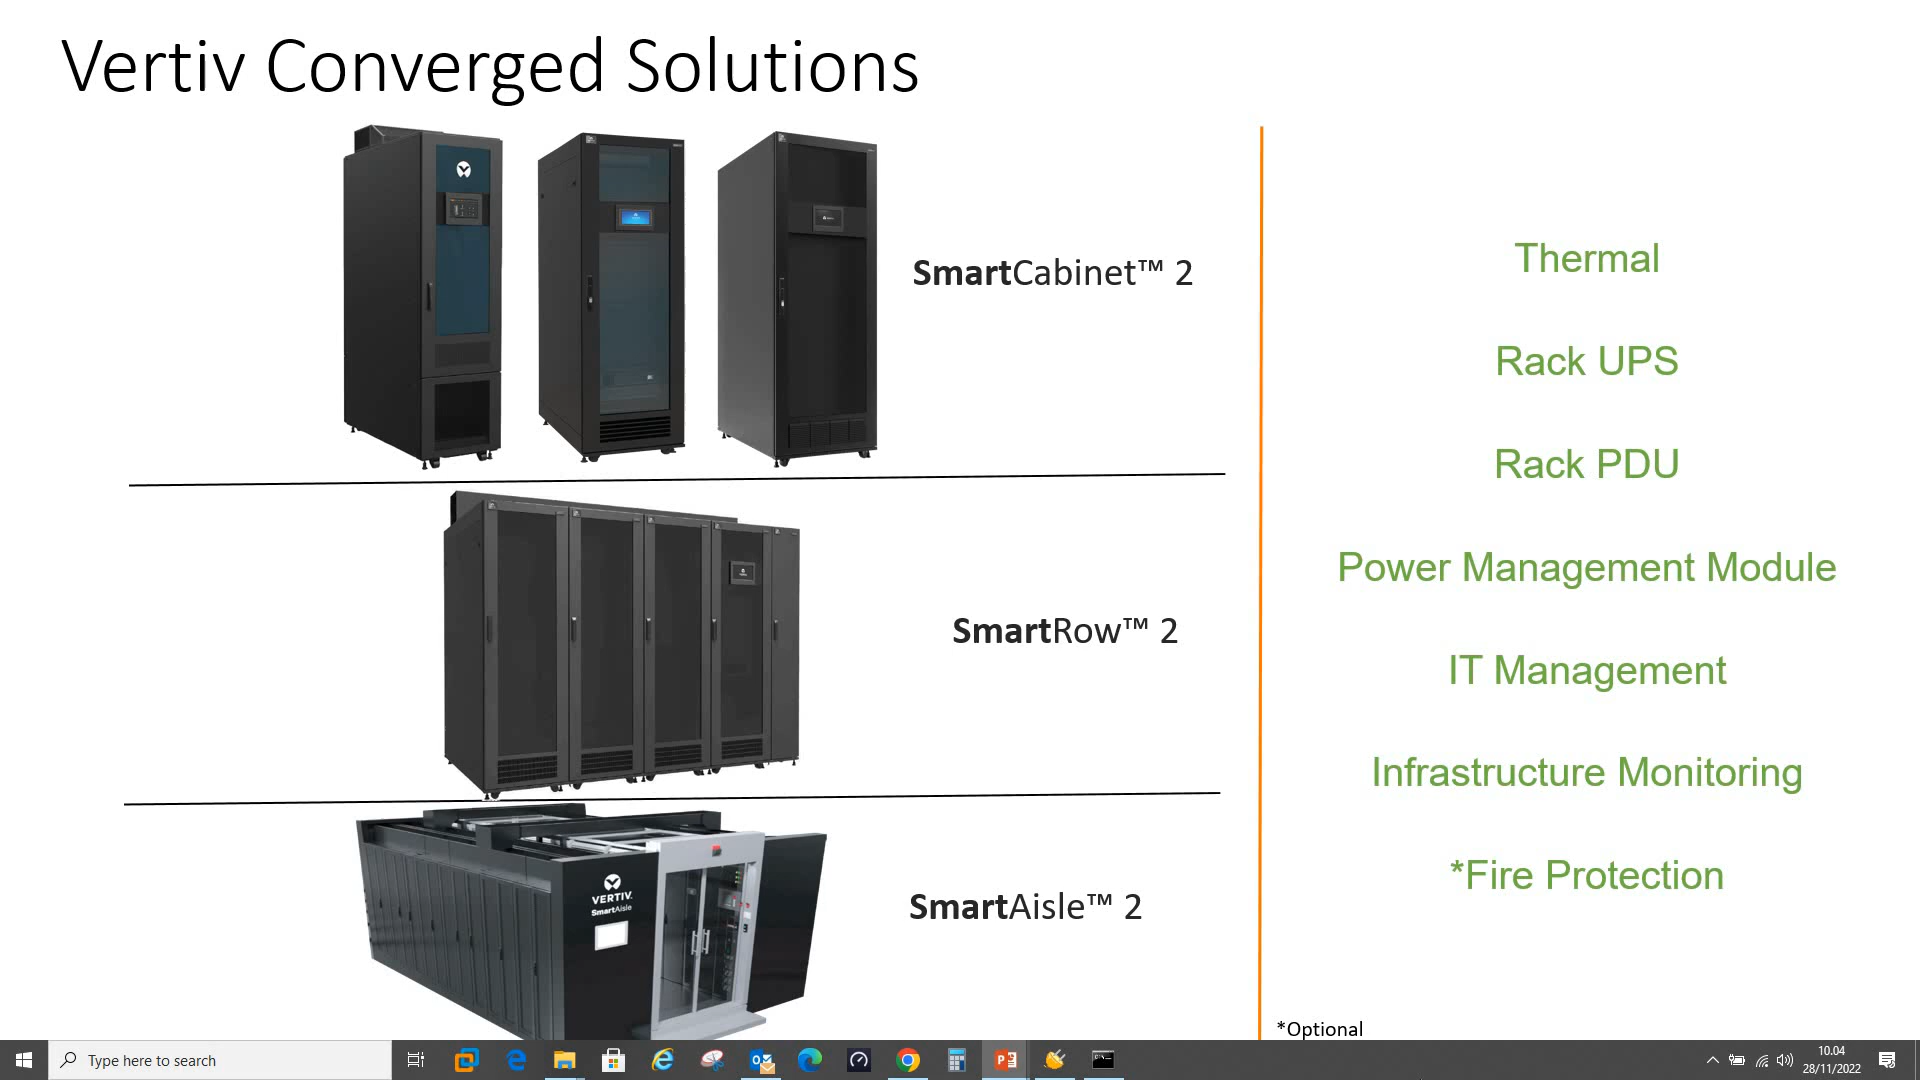 Vertiv Converged Solutions
SmartCabinet™ 2
SmartRow™ 2
VERTIV.
SmartAisle
SmartAisle™ 2
Thermal
Rack UPS
Rack PDU
Power Management Module
IT Management
Infrastructure Monitoring
*Fire Protection
*Optional
Type here to search
10.04
28/11/2022